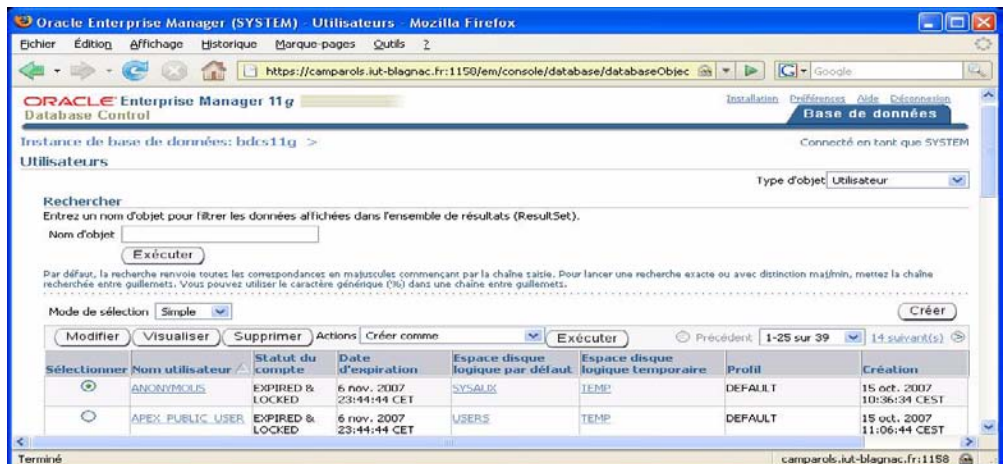 Oracle Enterprise Manager (SYSTEM) - Utilisateurs - Mozilla Firefox
Fichier Édition Affichage Historique Marque-pages Outils ?
https://camparols.iut-blagnac.fr:1158/em/console/database/databaseObjec
Google
ORACLE Enterprise Manager 11g
Database Control
Installation Préférences Aide Déconnexion
Base de données
Instance de base de données: bdcs11g >
Connecté en tant que SYSTEM
Utilisateurs
Type d'objet Utilisateur
Rechercher
Entrez un nom d'objet pour filtrer les données affichées dans l'ensemble de résultats (ResultSet).
Nom d'objet
Exécuter
Par défaut, la recherche renvoie toutes les correspondances en majuscules commençant par la chaîne saisie. Pour lancer une recherche exacte ou avec distinction maj/min, mettez la chaîne
recherchée entre guillemets. Vous pouvez utiliser le caractère générique (%) dans une chaîne entre guillemets.
Mode de sélection Simple
Créer
Modifier Visualiser Supprimer Actions Créer comme Exécuter Précédent 1-25 sur 39 14 suivant(s)
Sélectionner Nom utilisateur Statut du compte Date d'expiration Espace disque logique par défaut Espace disque logique temporaire Profil Création
ANONYMOUS EXPIRED & LOCKED 6 nov. 2007 23:44:44 CET SYSAUX TEMP DEFAULT 15 oct. 2007 10:36:34 CEST
APEX_PUBLIC_USER EXPIRED & LOCKED 6 nov. 2007 23:44:44 CET USERS TEMP DEFAULT 15 oct. 2007 11:06:44 CEST
Terminé
camparols.iut-blagnac.fr:1158